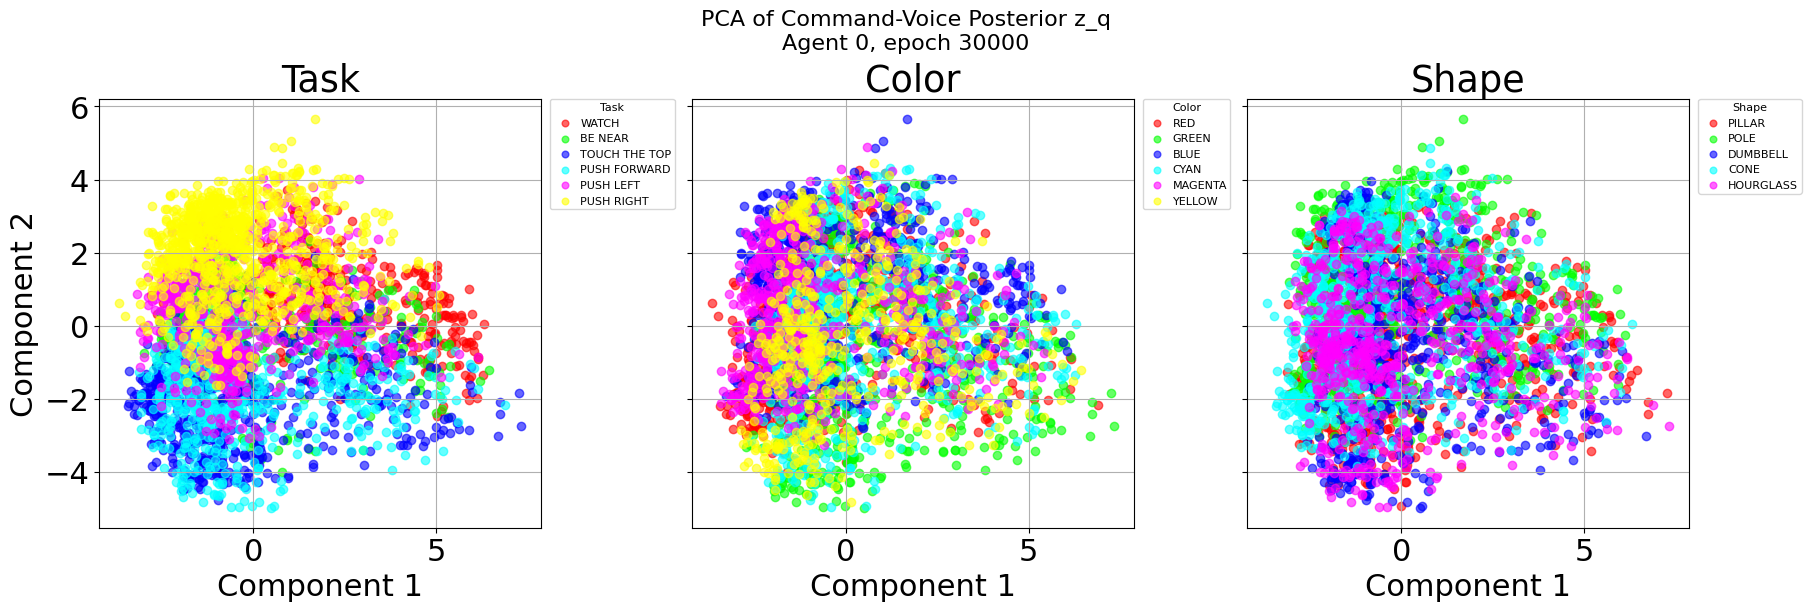 PCA of Command-Voice Posterior z_q
Agent 0, epoch 30000
Task
Color
Shape
Component 2
6
4
2
0
−2
−4
0
5
Component 1
Task
WATCH
BE NEAR
TOUCH THE TOP
PUSH FORWARD
PUSH LEFT
PUSH RIGHT
0
5
Component 1
Color
RED
GREEN
BLUE
CYAN
MAGENTA
YELLOW
0
5
Component 1
Shape
PILLAR
POLE
DUMBBELL
CONE
HOURGLASS